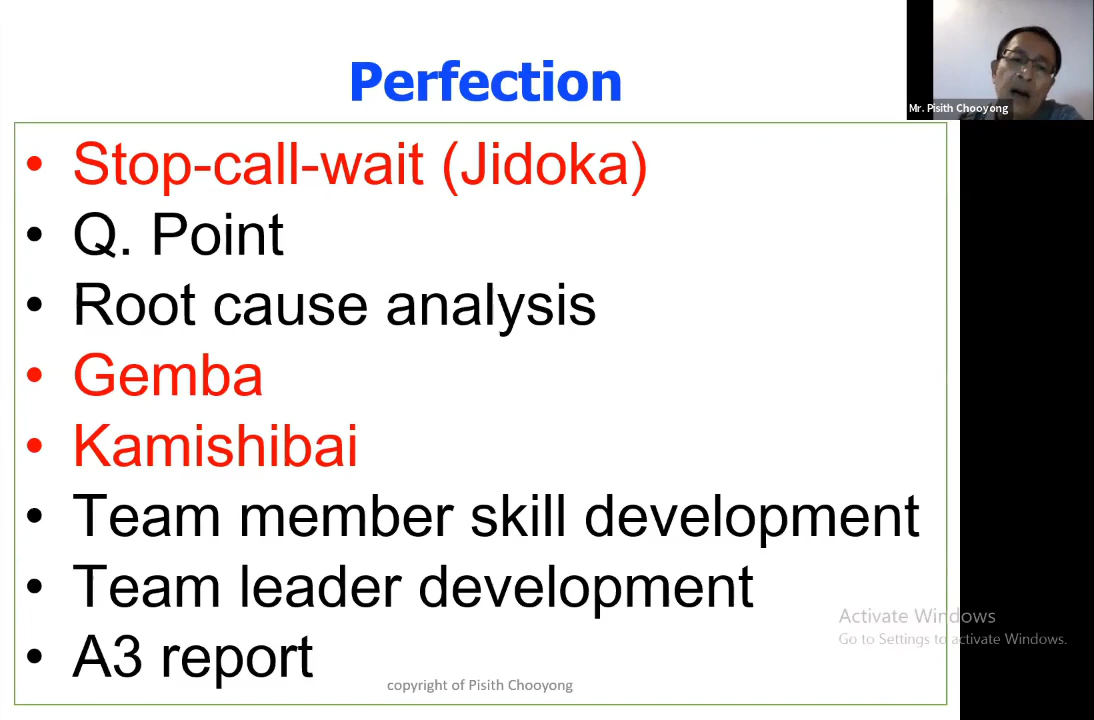 Perfection
Mr. Pisith Chooyong
• Stop-call-wait (Jidoka)
• Q. Point
• Root cause analysis
• Gemba
• Kamishibai
• Team member skill development
• Team leader development
• A3 report
Activate Windows
Go to Settings to activate Windows.
copyright of Pisith Chooyong